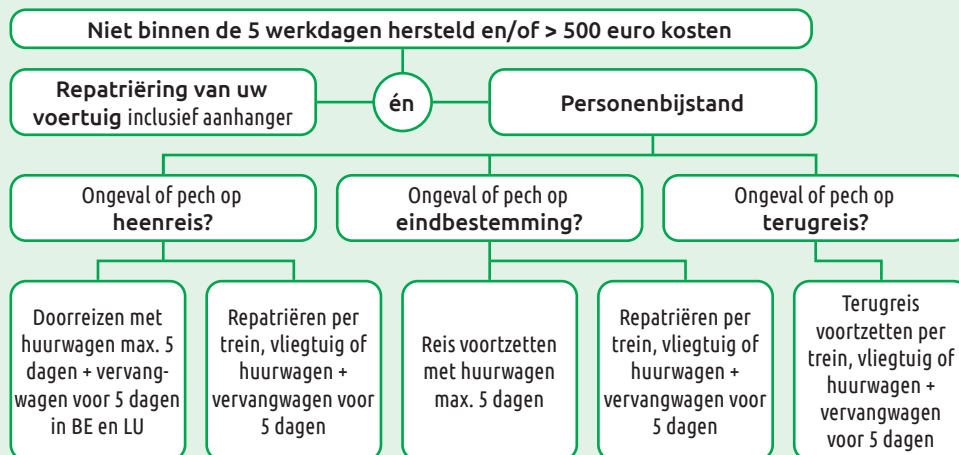 Niet binnen de 5 werkdagen hersteld en/of > 500 euro kosten
Repatriëring van uw
voertuig inclusief aanhanger
én
Personenbijstand
Ongeval of pech op
heenreis?
Ongeval of pech op
eindbestemming?
Ongeval of pech op
terugreis?
Doorreizen met
huurwagen max. 5
dagen + vervang-
wagen voor 5 dagen
in BE en LU
Repatriëren per
trein, vliegtuig of
huurwagen +
vervangwagen voor
5 dagen
Reis voortzetten
met huurwagen
max. 5 dagen
Repatriëren per
trein, vliegtuig of
huurwagen +
vervangwagen voor
5 dagen
Terugreis
voortzetten per
trein, vliegtuig of
huurwagen +
vervangwagen
voor 5 dagen